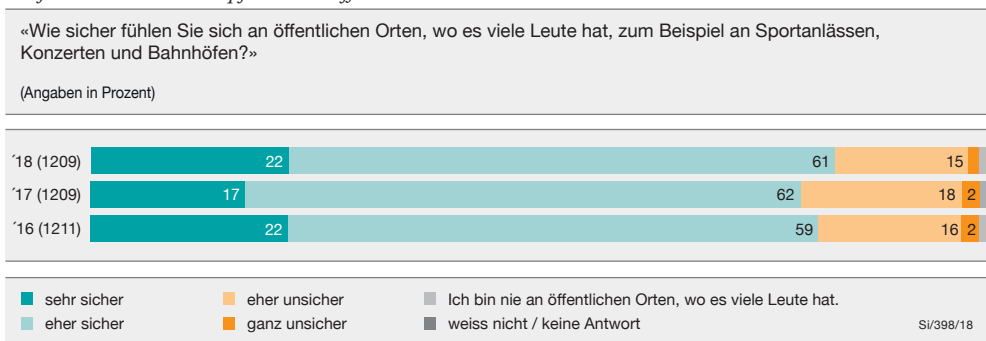 «Wie sicher fühlen Sie sich an öffentlichen Orten, wo es viele Leute hat, zum Beispiel an Sportanlässen,
Konzerten und Bahnhöfen?»
(Angaben in Prozent)
´18 (1209) 22 61 15
´17 (1209) 17 62 18 2
´16 (1211) 22 59 16 2
sehr sicher eher unsicher Ich bin nie an öffentlichen Orten, wo es viele Leute hat.
eher sicher ganz unsicher weiss nicht / keine Antwort Si/398/18